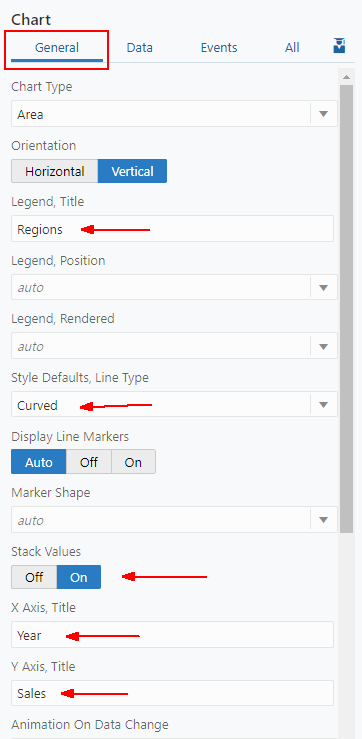 Chart
General Data Events All
Chart Type
Area
Orientation
Horizontal Vertical
Legend, Title
Regions
Legend, Position
auto
Legend, Rendered
auto
Style Defaults, Line Type
Curved
Display Line Markers
Auto Off On
Marker Shape
auto
Stack Values
Off On
X Axis, Title
Year
Y Axis, Title
Sales
Animation On Data Change